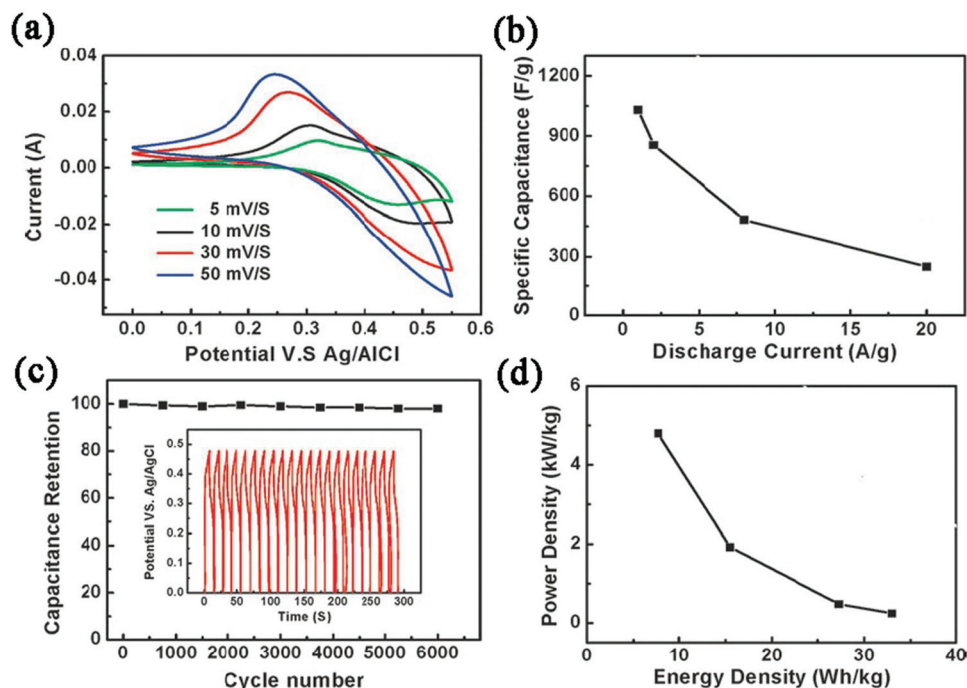 (a)
0.04
0.02
0.00
-0.02
-0.04
Current (A)
5 mV/S
10 mV/S
30 mV/S
50 mV/S
0.0 0.1 0.2 0.3 0.4 0.5 0.6
Potential V.S Ag/AlCl
(b)
1200
900
600
300
0
Specific Capacitance (F/g)
0 5 10 15 20
Discharge Current (A/g)
(c)
100
80
60
40
20
0
Capacitance Retention
0.5
0.4
0.3
0.2
0.1
0.0
Potential VS. Ag/AgCl
0 50 100 150 200 250 300
Time (S)
0 1000 2000 3000 4000 5000 6000
Cycle number
(d)
6
4
2
0
Power Density (kW/kg)
0 10 20 30 40
Energy Density (Wh/kg)